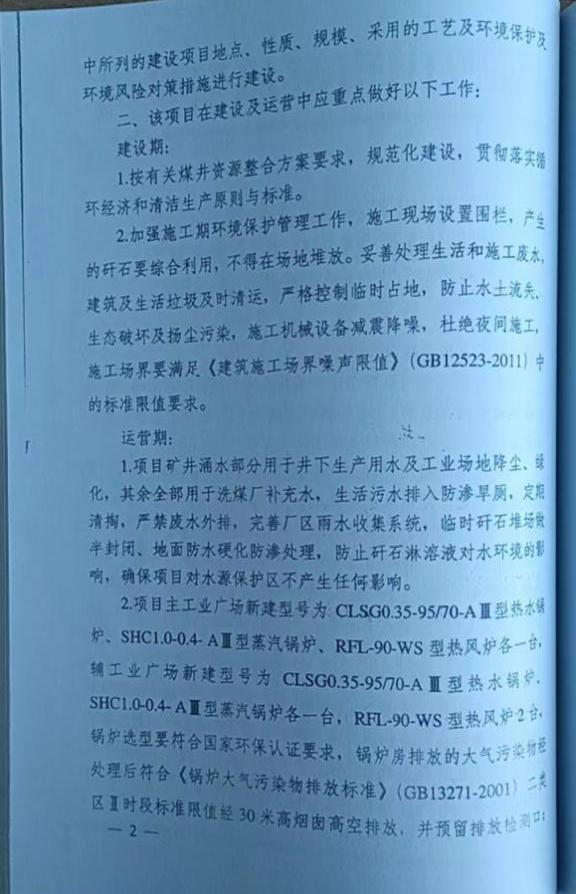 中所列的建设项目地点、性质、规模、采用的工艺及环境保护及
环境风险对策措施进行建设。
二、该项目在建设及运营中应重点做好以下工作：
建设期：
1.按有关煤井资源整合方案要求，规范化建设，贯彻落实循
环经济和清洁生产原则与标准。
2.加强施工期环境保护管理工作，施工现场设置围栏，产生
的矸石要综合利用，不得在场地堆放。妥善处理生活和施工废水，
建筑及生活垃圾及时清运，严格控制临时占地，防止水土流失、
生态破坏及扬尘污染，施工机械设备减震降噪，杜绝夜间施工，
施工场界要满足《建筑施工场界噪声限值》（GB12523-2011）中
的标准限值要求。
运营期：
1.项目矿井涌水部分用于井下生产用水及工业场地降尘、绿
化，其余全部用于洗煤厂补充水，生活污水排入防渗旱厕，定期
清掏，严禁废水外排，完善厂区雨水收集系统，临时矸石堆场做
半封闭、地面防水硬化防渗处理，防止矸石淋溶液对水环境的影
响，确保项目对水源保护区不产生任何影响。
2.项目主工业广场新建型号为 CLSG0.35-95/70-AⅢ型热水锅
炉、SHC1.0-0.4-AⅢ型蒸汽锅炉、RFL-90-WS 型热风炉各一台，
辅工业广场新建型号为 CLSG0.35-95/70-AⅢ型热水锅炉、
SHC1.0-0.4-AⅢ型蒸汽锅炉各一台，RFL-90-WS 型热风炉 2 台，
锅炉选型要符合国家环保认证要求，锅炉房排放的大气污染物经
处理后符合《锅炉大气污染物排放标准》（GB13271-2001）二类
区Ⅱ时段标准限值经 30 米高烟囱高空排放，并预留排放检测口；
— 2 —